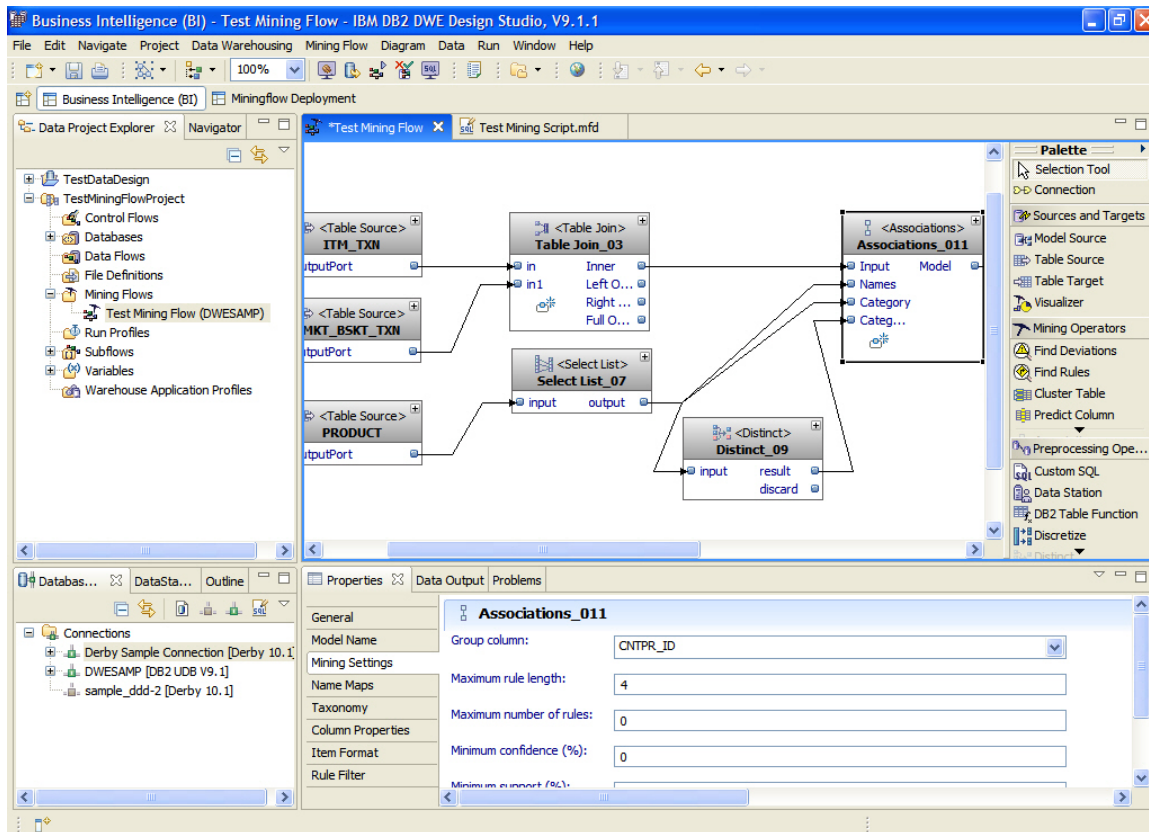 Business Intelligence (BI) - Test Mining Flow - IBM DB2 DWE Design Studio, V9.1.1
File Edit Navigate Project Data Warehousing Mining Flow Diagram Data Run Window Help
100%
Business Intelligence (BI) Miningflow Deployment
Data Project Explorer Navigator
TestDataDesign
TestMiningFlowProject
Control Flows
Databases
Data Flows
File Definitions
Mining Flows
Test Mining Flow (DWESAMP)
Run Profiles
Subflows
Variables
Warehouse Application Profiles
*Test Mining Flow Test Mining Script.mfd
<Table Source>
ITM_TXN
utputPort
<Table Source>
MKT_BSKT_TXN
utputPort
<Table Source>
PRODUCT
utputPort
<Table Join>
Table Join_03
in Inner
in1 Left O...
Right ...
Full O...
<Select List>
Select List_07
input output
<Distinct>
Distinct_09
input result
discard
<Associations>
Associations_011
Input Model
Names
Category
Categ...
Palette
Selection Tool
Connection
Sources and Targets
Model Source
Table Source
Table Target
Visualizer
Mining Operators
Find Deviations
Find Rules
Cluster Table
Predict Column
Preprocessing Ope...
SQL Custom SQL
Data Station
DB2 Table Function
Discretize
Distinct
Databas... DataSta... Outline
Connections
Derby Sample Connection [Derby 10.1]
DWESAMP [DB2 UDB V9.1]
sample_ddd-2 [Derby 10.1]
Properties Data Output Problems
General
Model Name
Mining Settings
Name Maps
Taxonomy
Column Properties
Item Format
Rule Filter
Associations_011
Group column: CNTPR_ID
Maximum rule length: 4
Maximum number of rules: 0
Minimum confidence (%): 0
Minimum support (%):